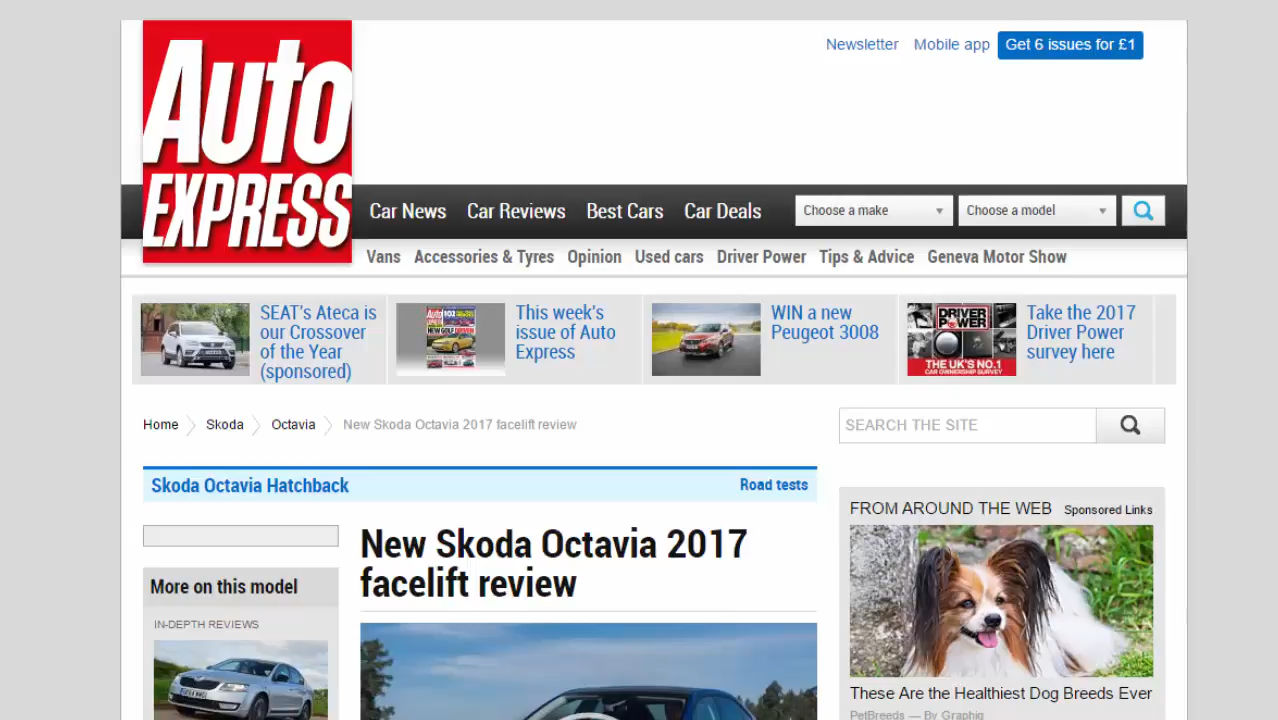 Auto
EXPRESS
Newsletter Mobile app Get 6 issues for £1
Car News Car Reviews Best Cars Car Deals Choose a make Choose a model
Vans Accessories & Tyres Opinion Used cars Driver Power Tips & Advice Geneva Motor Show
SEAT's Ateca is
our Crossover
of the Year
(sponsored)
This week's
issue of Auto
Express
WIN a new
Peugeot 3008
DRIVER
POWER
THE UK'S NO.1
CAR OWNERSHIP SURVEY
Take the 2017
Driver Power
survey here
Home Skoda Octavia New Skoda Octavia 2017 facelift review
SEARCH THE SITE
Skoda Octavia Hatchback Road tests
More on this model
IN-DEPTH REVIEWS
New Skoda Octavia 2017
facelift review
FROM AROUND THE WEB Sponsored Links
These Are the Healthiest Dog Breeds Ever
PetBreeds — By Graphiq